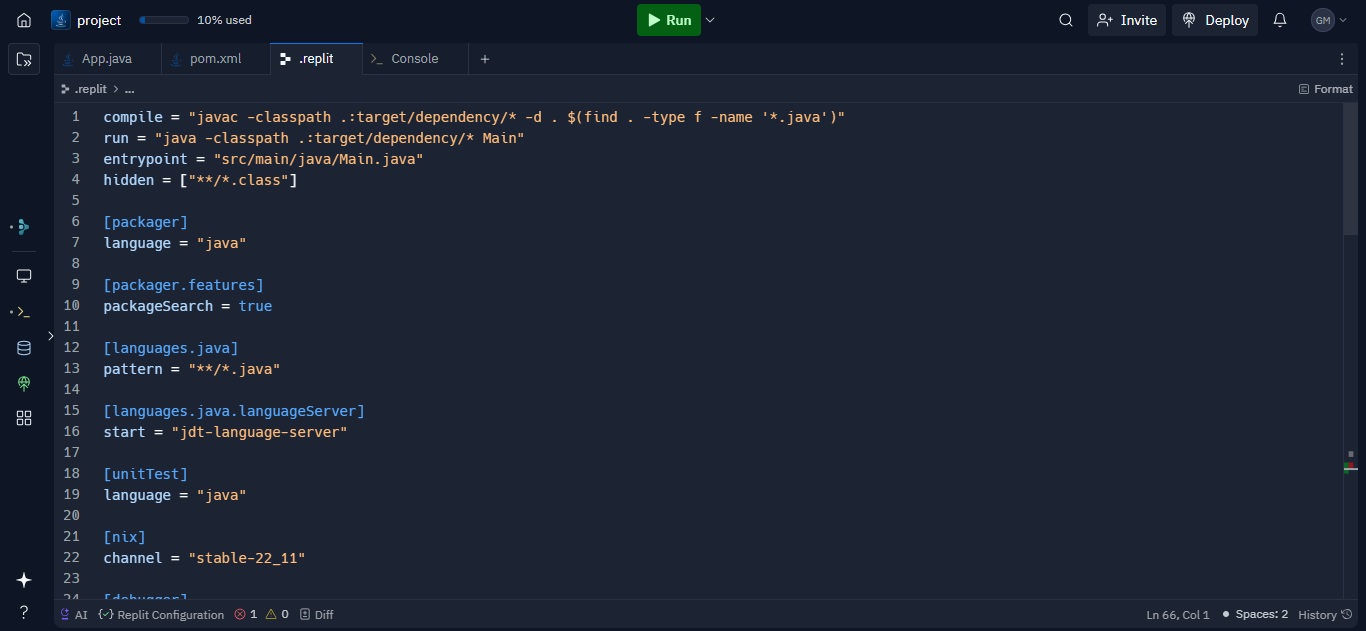 project 10% used Run Invite Deploy GM
App.java pom.xml .replit >_ Console +
.replit > ... Format
1 compile = "javac -classpath .:target/dependency/* -d . $(find . -type f -name '*.java')"
2 run = "java -classpath .:target/dependency/* Main"
3 entrypoint = "src/main/java/Main.java"
4 hidden = ["**/*.class"]
5
6 [packager]
7 language = "java"
8
9 [packager.features]
10 packageSearch = true
11
12 [languages.java]
13 pattern = "**/*.java"
14
15 [languages.java.languageServer]
16 start = "jdt-language-server"
17
18 [unitTest]
19 language = "java"
20
21 [nix]
22 channel = "stable-22_11"
23
24 [debugger]
AI Replit Configuration 1 0 Diff Ln 66, Col 1 Spaces: 2 History